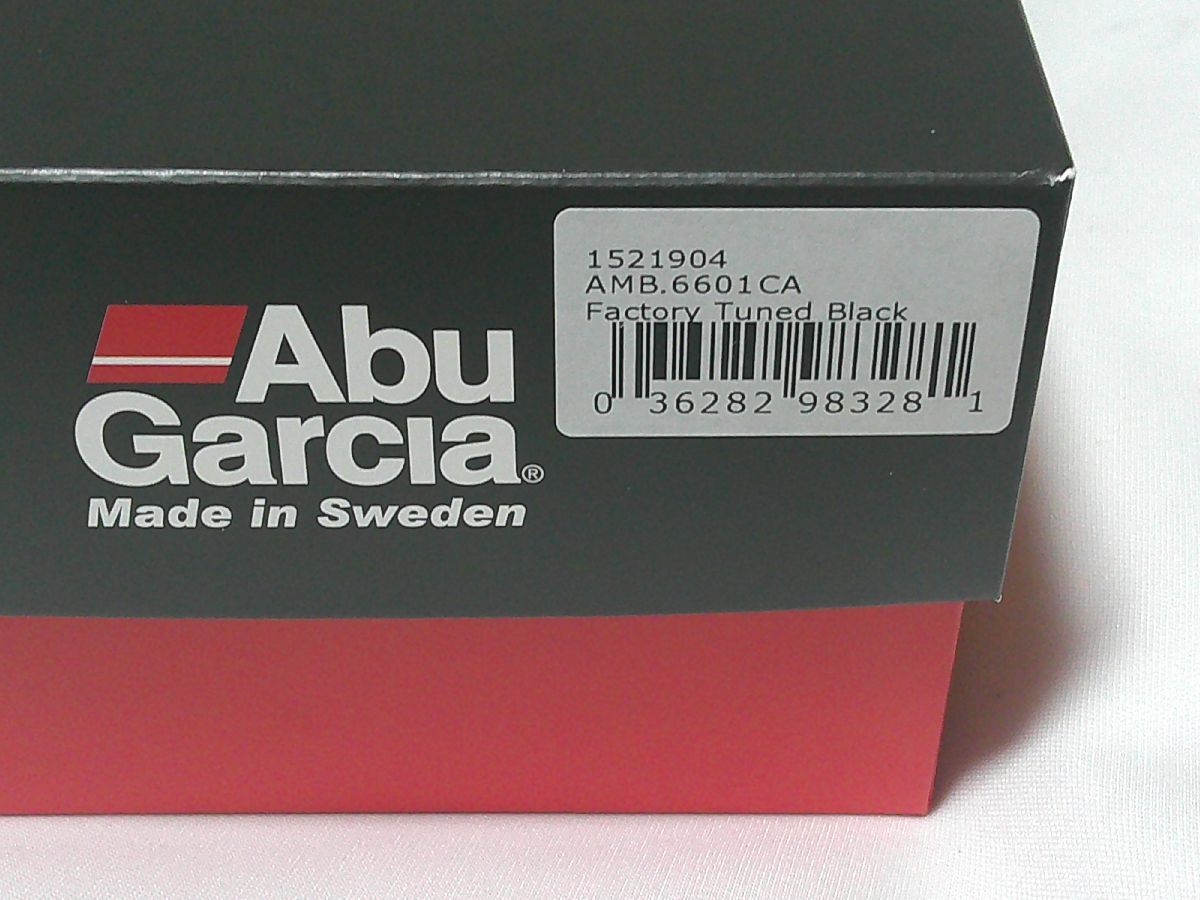 1521904
AMB.6601CA
Factory Tuned Black
0 36282 98328 1
Abu
Garcia®
Made in Sweden